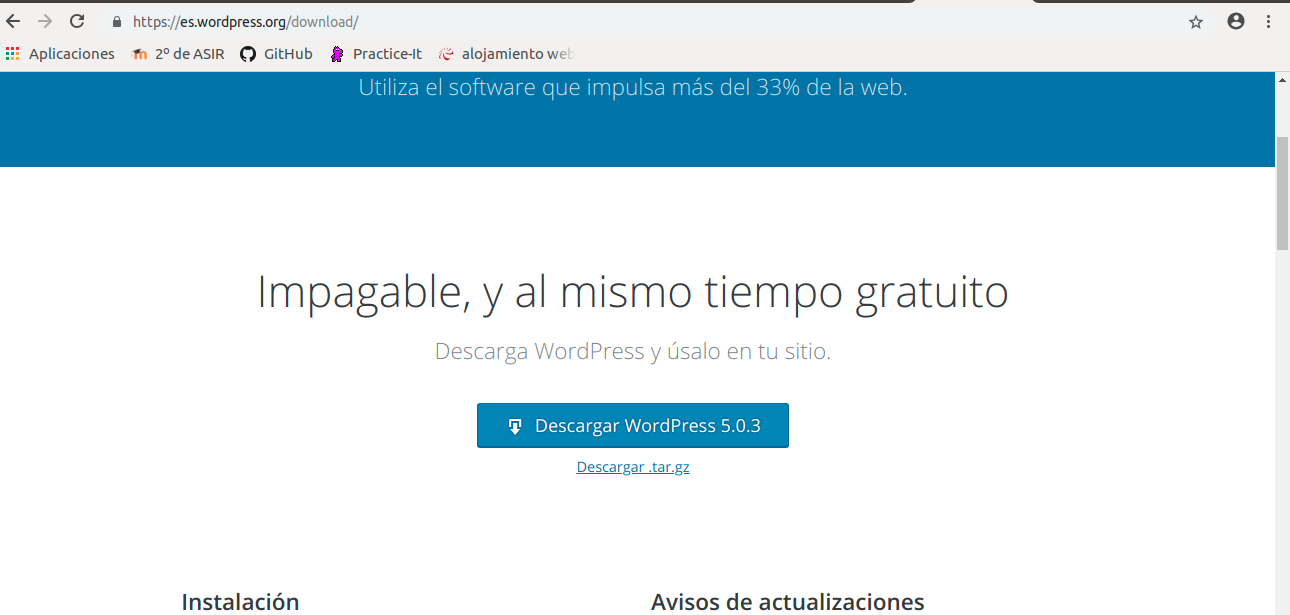 https://es.wordpress.org/download/
Aplicaciones 2º de ASIR GitHub Practice-It alojamiento web
Utiliza el software que impulsa más del 33% de la web.
Impagable, y al mismo tiempo gratuito
Descarga WordPress y úsalo en tu sitio.
Descargar WordPress 5.0.3
Descargar .tar.gz
Instalación Avisos de actualizaciones